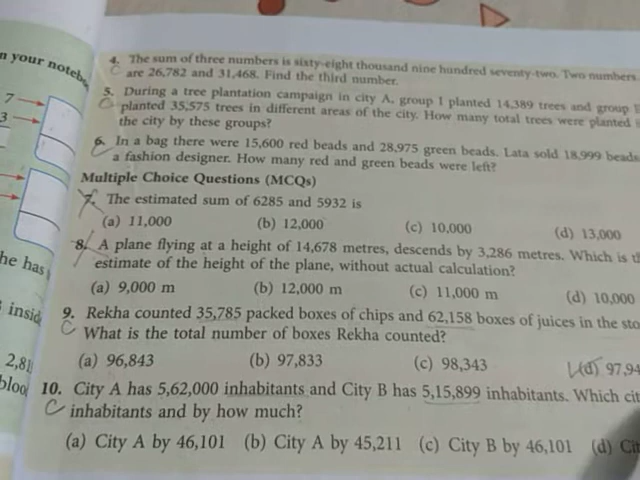 n your noteb
7
3
he has
insid
2,81
bloo
4. The sum of three numbers is sixty-eight thousand nine hundred seventy-two. Two numbers
are 26,782 and 31,468. Find the third number.
5. During a tree plantation campaign in city A, group I planted 14,389 trees and group
planted 35,575 trees in different areas of the city. How many total trees were planted
the city by these groups?
6. In a bag there were 15,600 red beads and 28,975 green beads. Lata sold 18,999 beads
a fashion designer. How many red and green beads were left?
Multiple Choice Questions (MCQs)
7. The estimated sum of 6285 and 5932 is
(a) 11,000 (b) 12,000 (c) 10,000 (d) 13,000
8. A plane flying at a height of 14,678 metres, descends by 3,286 metres. Which is th
estimate of the height of the plane, without actual calculation?
(a) 9,000 m (b) 12,000 m (c) 11,000 m (d) 10,000
9. Rekha counted 35,785 packed boxes of chips and 62,158 boxes of juices in the sto
What is the total number of boxes Rekha counted?
(a) 96,843 (b) 97,833 (c) 98,343 (d) 97,94
10. City A has 5,62,000 inhabitants and City B has 5,15,899 inhabitants. Which cit
inhabitants and by how much?
(a) City A by 46,101 (b) City A by 45,211 (c) City B by 46,101 (d) Cit